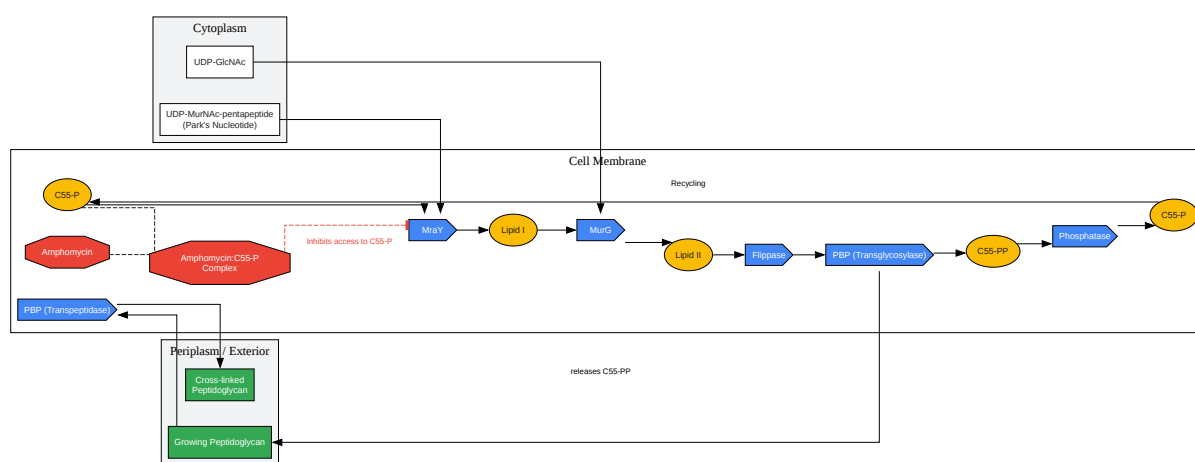 Cytoplasm
UDP-GlcNAc
UDP-MurNAc-pentapeptide
(Park's Nucleotide)
Cell Membrane
Recycling
C55-P
C55-P
MraY
Lipid I
MurG
Phosphatase
Inhibits access to C55-P
Amphomycin
Amphomycin:C55-P
Complex
Lipid II
Flippase
PBP (Transglycosylase)
C55-PP
PBP (Transpeptidase)
Periplasm / Exterior
releases C55-PP
Cross-linked
Peptidoglycan
Growing Peptidoglycan